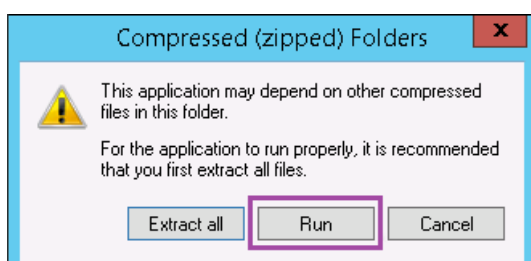 Compressed (zipped) Folders
x
This application may depend on other compressed
files in this folder.
For the application to run properly, it is recommended
that you first extract all files.
Extract all Run Cancel